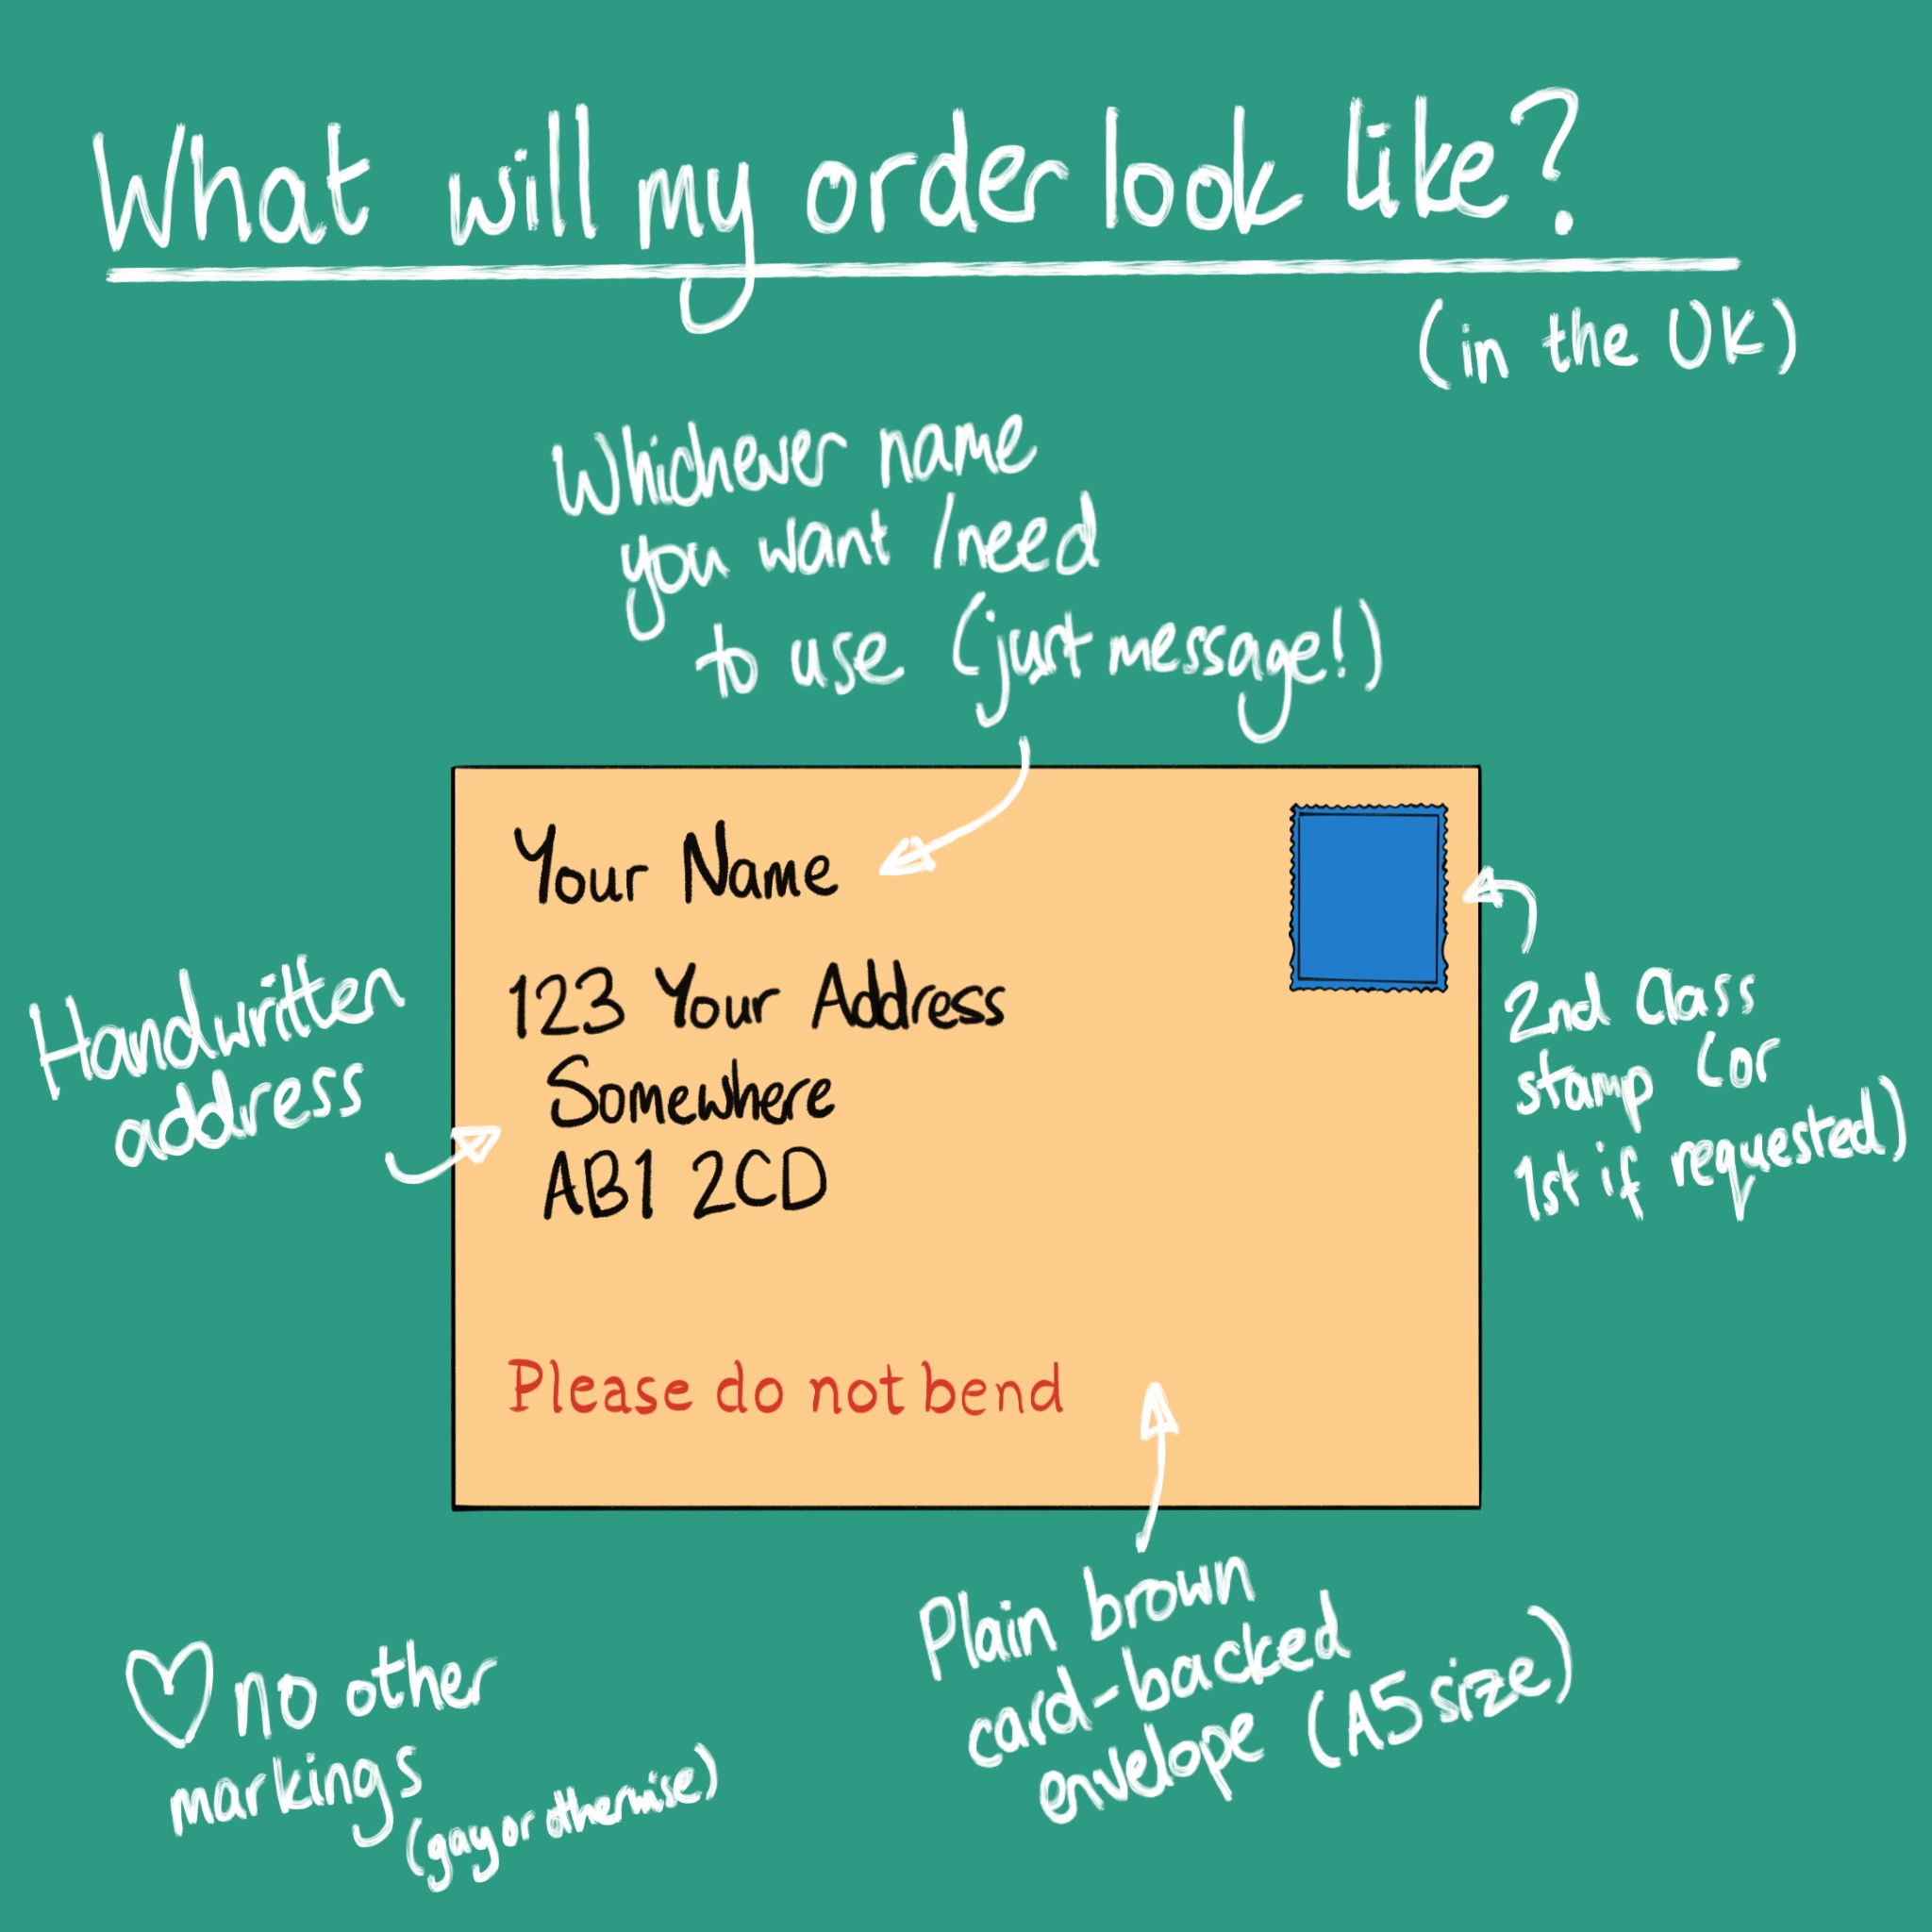 What will my order look like?
(in the UK)
Whichever name
you want / need
to use (just message!)
Your Name
123 Your Address
Somewhere
AB1 2CD
Please do not bend
Handwritten
address
2nd Class
stamp (or
1st if requested)
Plain brown
card-backed
envelope (A5 size)
♡ no other
markings
(gay or otherwise)